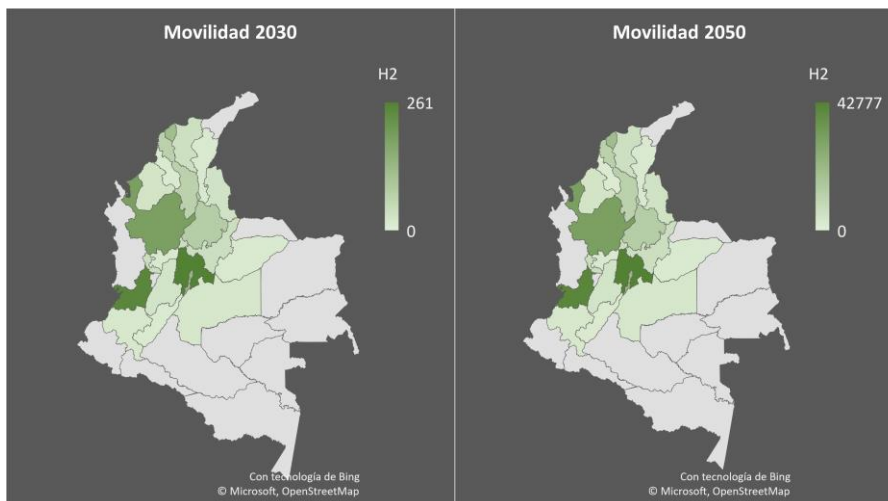 Movilidad 2030
H2
261
0
Con tecnología de Bing
© Microsoft, OpenStreetMap
Movilidad 2050
H2
42777
0
Con tecnología de Bing
© Microsoft, OpenStreetMap